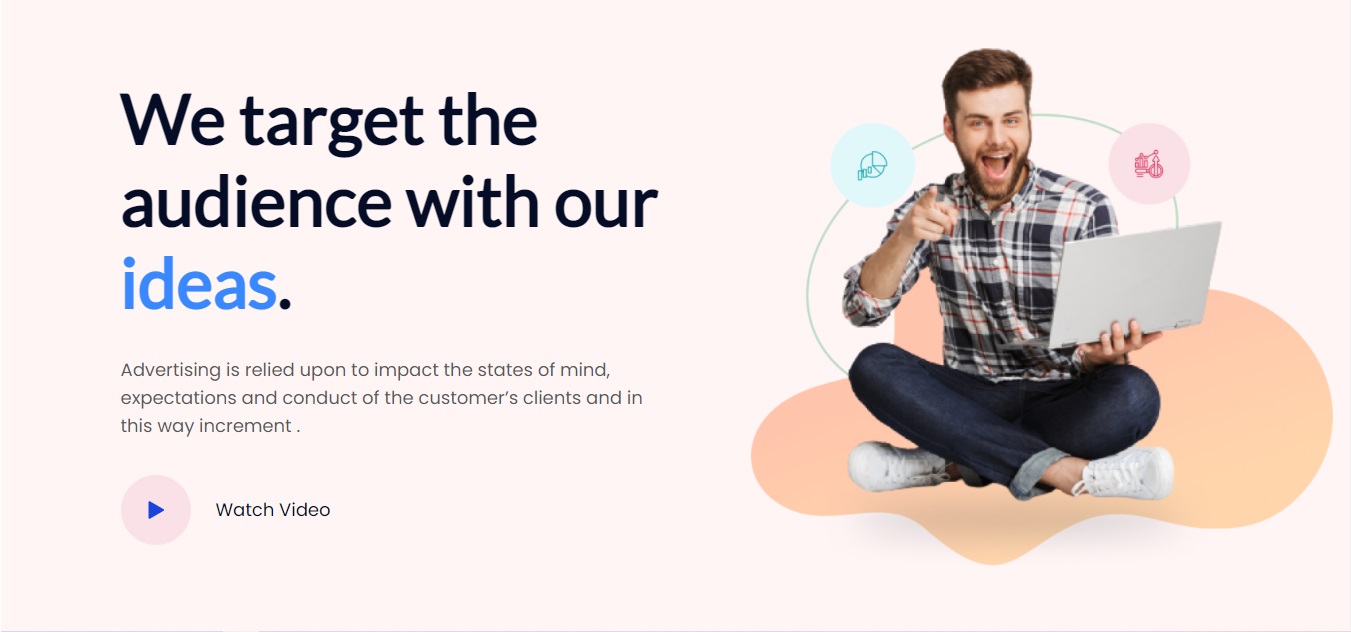 We target the
audience with our
ideas.
Advertising is relied upon to impact the states of mind,
expectations and conduct of the customer’s clients and in
this way increment .
Watch Video